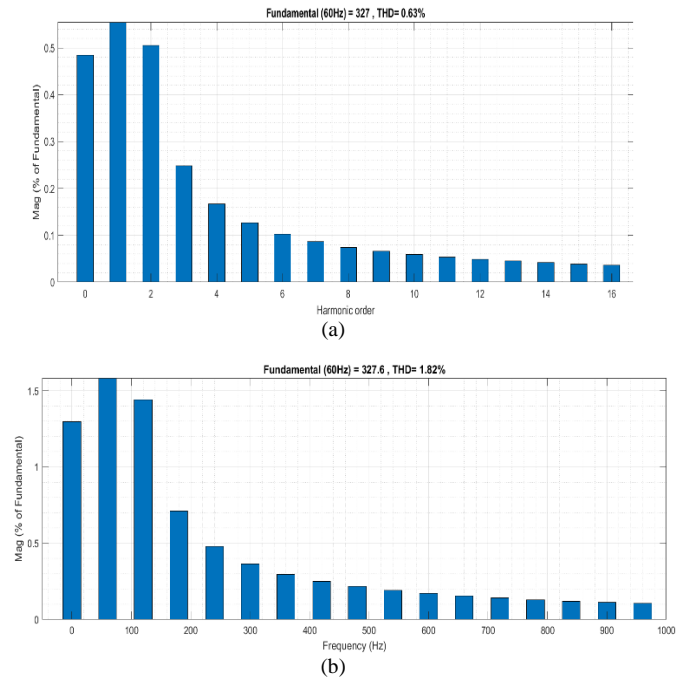 Fundamental (60Hz) = 327 , THD= 0.63%
0.5
0.4
0.3
0.2
0.1
0
Mag (% of Fundamental)
0 2 4 6 8 10 12 14 16
Harmonic order
(a)
Fundamental (60Hz) = 327.6 , THD= 1.82%
1.5
1
0.5
0
Mag (% of Fundamental)
0 100 200 300 400 500 600 700 800 900 1000
Frequency (Hz)
(b)